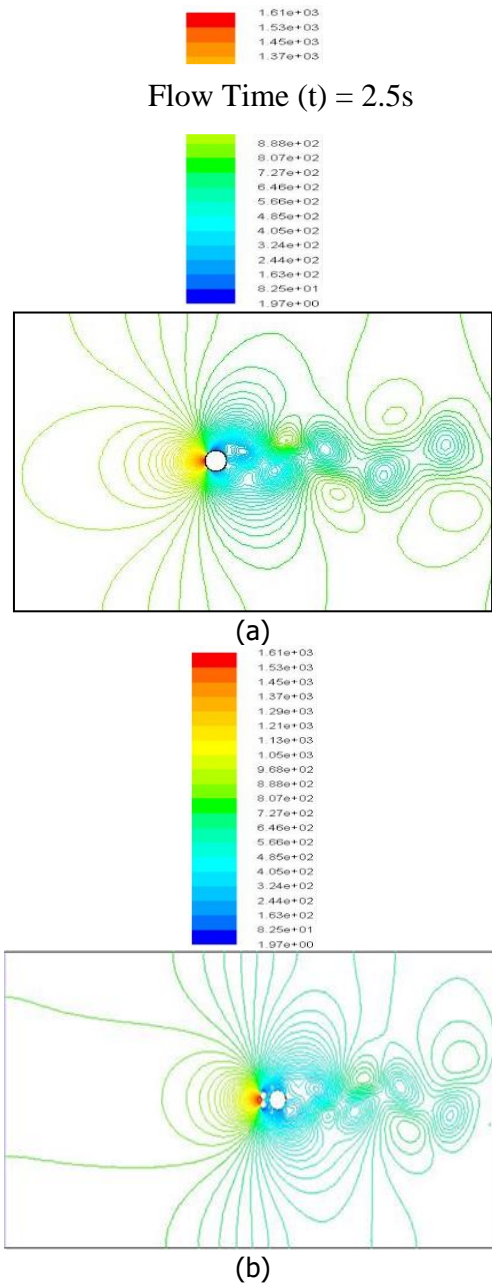 1.61e+03
1.53e+03
1.45e+03
1.37e+03
Flow Time (t) = 2.5s
8.88e+02
8.07e+02
7.27e+02
6.46e+02
5.66e+02
4.85e+02
4.05e+02
3.24e+02
2.44e+02
1.63e+02
8.25e+01
1.97e+00
(a)
1.61e+03
1.53e+03
1.45e+03
1.37e+03
1.29e+03
1.21e+03
1.13e+03
1.05e+03
9.68e+02
8.88e+02
8.07e+02
7.27e+02
6.46e+02
5.66e+02
4.85e+02
4.05e+02
3.24e+02
2.44e+02
1.63e+02
8.25e+01
1.97e+00
(b)